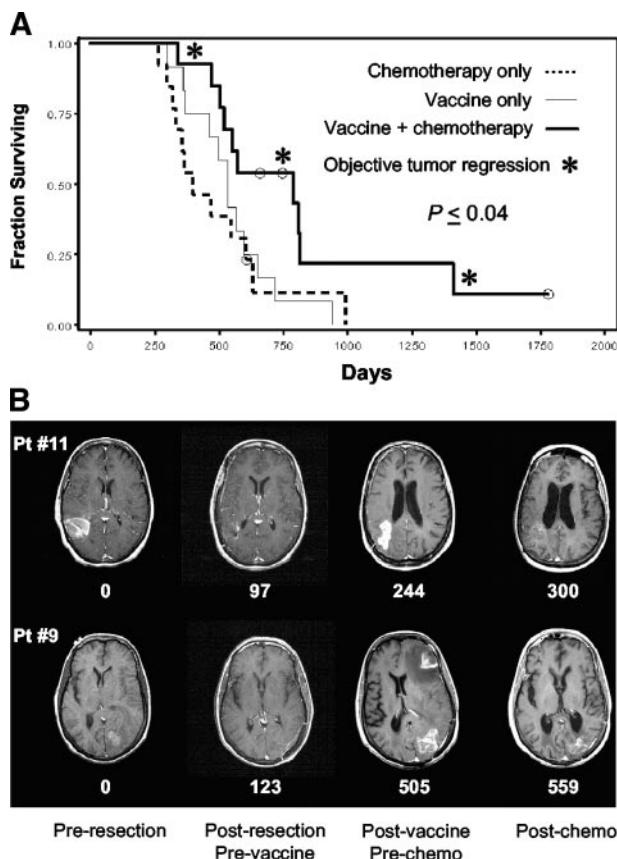 A
1.00
0.75
0.50
0.25
0.00
Fraction Surviving
Chemotherapy only
Vaccine only
Vaccine + chemotherapy
Objective tumor regression *
P ≤ 0.04
*
*
*
0 250 500 750 1000 1250 1500 1750 2000
Days
B
Pt #11
0 97 244 300
Pt #9
0 123 505 559
Pre-resection Post-resection Post-vaccine Post-chemo
Pre-vaccine Pre-chemo